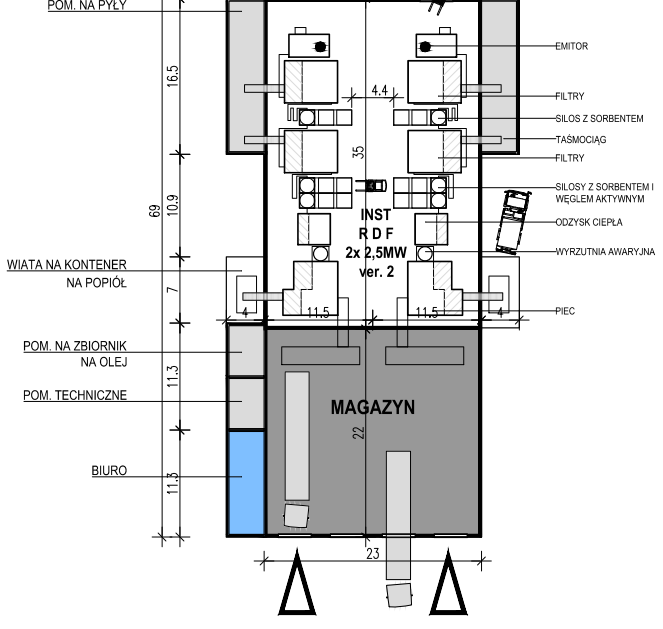 POM. NA PYŁY
16.5
4.4
35
EMITOR
FILTRY
SILOS Z SORBENTEM
TAŚMOCIĄG
FILTRY
SILOSY Z SORBENTEM I
WĘGLEM AKTYWNYM
ODZYSK CIEPŁA
WYRZUTNIA AWARYJNA
PIEC
69
10.9
INST
R D F
2x 2,5MW
ver. 2
WIATA NA KONTENER
NA POPIÓŁ
7
4
11.5
11.5
4
POM. NA ZBIORNIK
NA OLEJ
11.3
POM. TECHNICZNE
MAGAZYN
22
BIURO
11.3
23